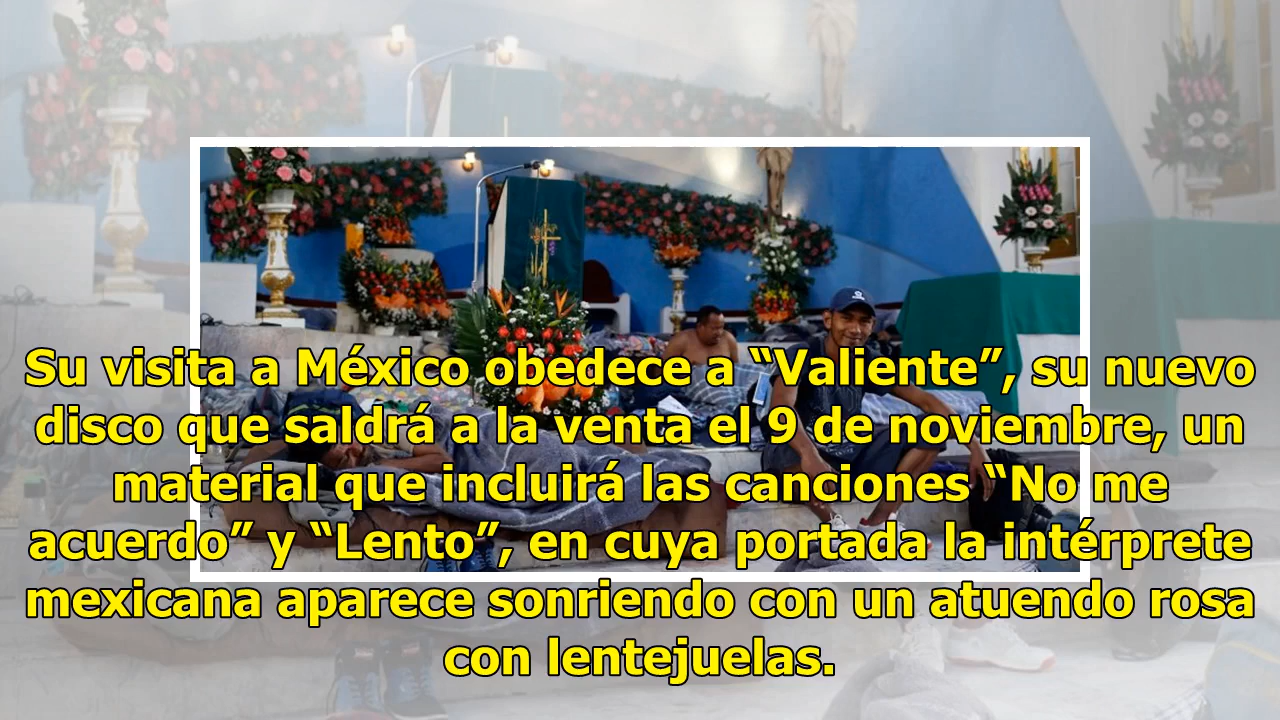 Su visita a México obedece a “Valiente”, su nuevo
disco que saldrá a la venta el 9 de noviembre, un
material que incluirá las canciones “No me
acuerdo” y “Lento”, en cuya portada la intérprete
mexicana aparece sonriendo con un atuendo rosa
con lentejuelas.